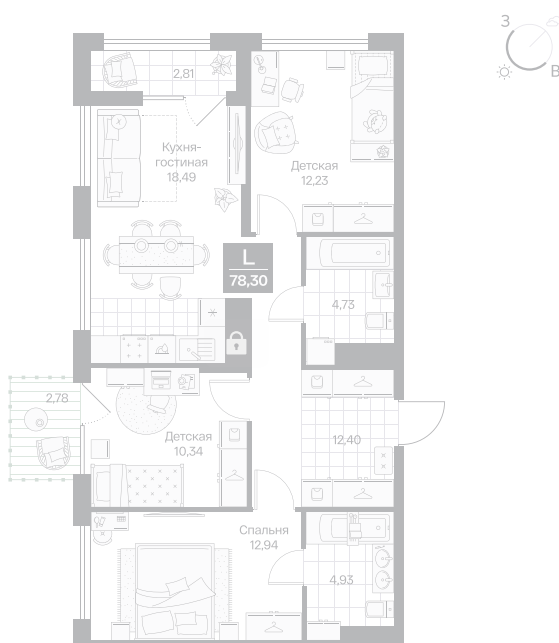 З
В
2,81
Кухня-
гостиная
18,49
Детская
12,23
L
78,30
4,73
2,78
Детская
10,34
12,40
Спальня
12,94
4,93